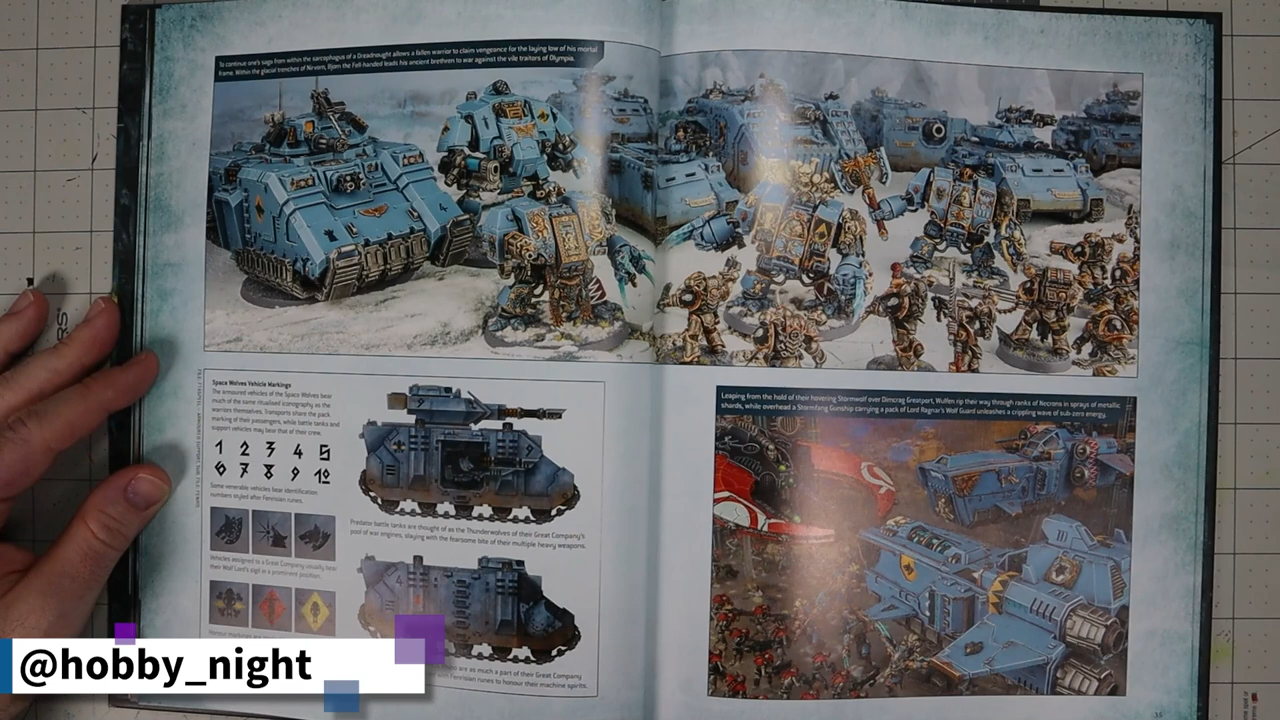 To continue one's saga from within the sarcophagus of a Dreadnought allows a fallen warrior to claim vengeance for the laying low of his mortal
frame. Within the glacial trenches of Nirvern, Bjorn the Fell-handed leads his ancient brethren to war against the vile traitors of Olympia.
Space Wolves Vehicle Markings
The armoured vehicles of the Space Wolves bear
much of the same ritualised iconography as the
warriors themselves. Transports share the pack
marking of their passengers, while battle tanks and
support vehicles may bear that of their crew.
1 2 3 4 5
6 7 8 9 10
Some venerable vehicles bear identification
numbers styled after Fenrisian runes.
Vehicles assigned to a Great Company usually bear
their Wolf Lord's sigil in a prominent position.
Honour markings are
Predator battle tanks are thought of as the Thunderwolves of their Great Company's
pool of war engines, slaying with the fearsome bite of their multiple heavy weapons.
are as much a part of their Great Company
with Fenrisian runes to honour their machine spirits.
Leaping from the hold of their hovering Stormwolf over Dimcrag Greatport, Wulfen rip their way through ranks of Necrons in sprays of metallic
shards, while overhead a Stormfang Gunship carrying a pack of Lord Ragnar's Wolf Guard unleashes a crippling wave of sub-zero energy.
@hobby_night